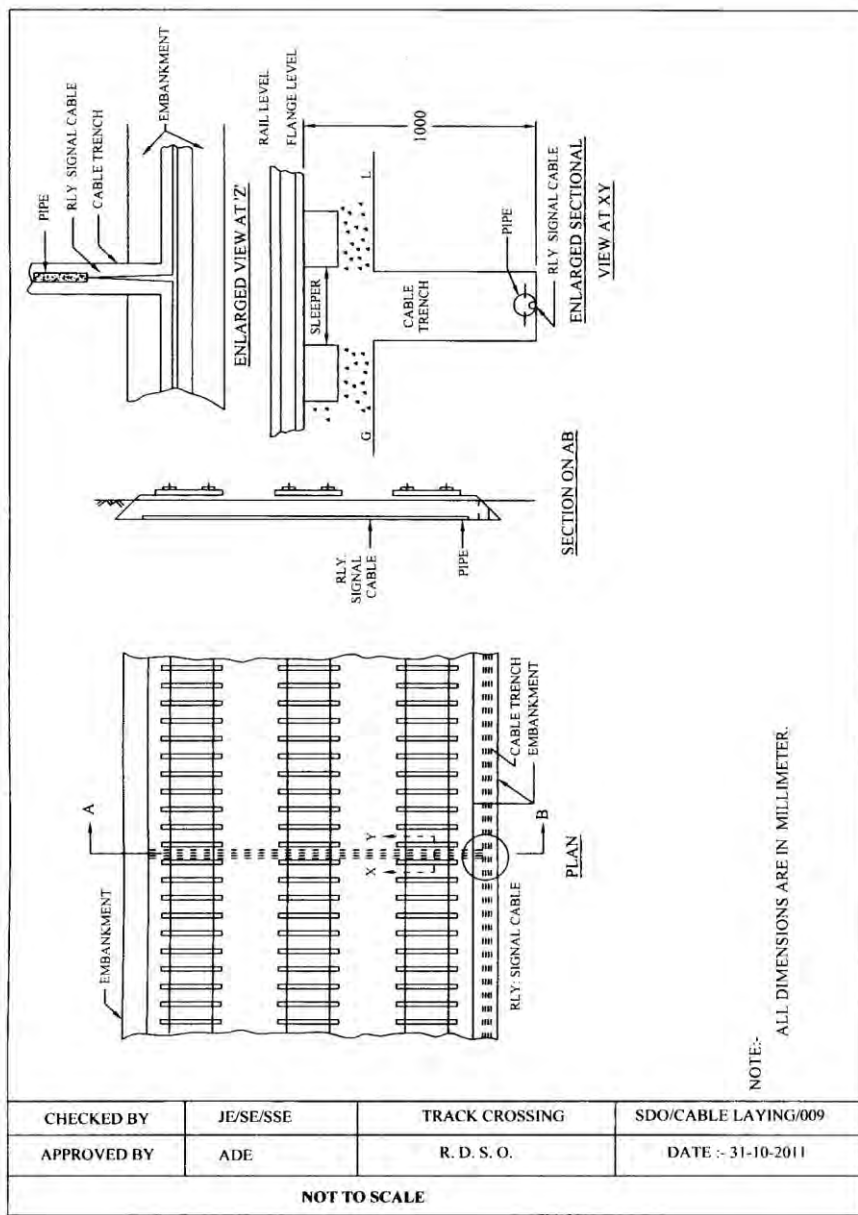 EMBANKMENT
A
X
Y
RLY: SIGNAL CABLE
B
CABLE TRENCH
EMBANKMENT
PLAN
RLY.
SIGNAL
CABLE
PIPE
SECTION ON AB
PIPE
RLY SIGNAL CABLE
CABLE TRENCH
EMBANKMENT
ENLARGED VIEW AT 'Z'
RAIL LEVEL
FLANGE LEVEL
SLEEPER
G
L
CABLE
TRENCH
1000
PIPE
RLY SIGNAL CABLE
ENLARGED SECTIONAL
VIEW AT XY
NOTE:-
ALL DIMENSIONS ARE IN MILLIMETER.
CHECKED BY JE/SE/SSE TRACK CROSSING SDO/CABLE LAYING/009
APPROVED BY ADE R. D. S. O. DATE :- 31-10-2011
NOT TO SCALE